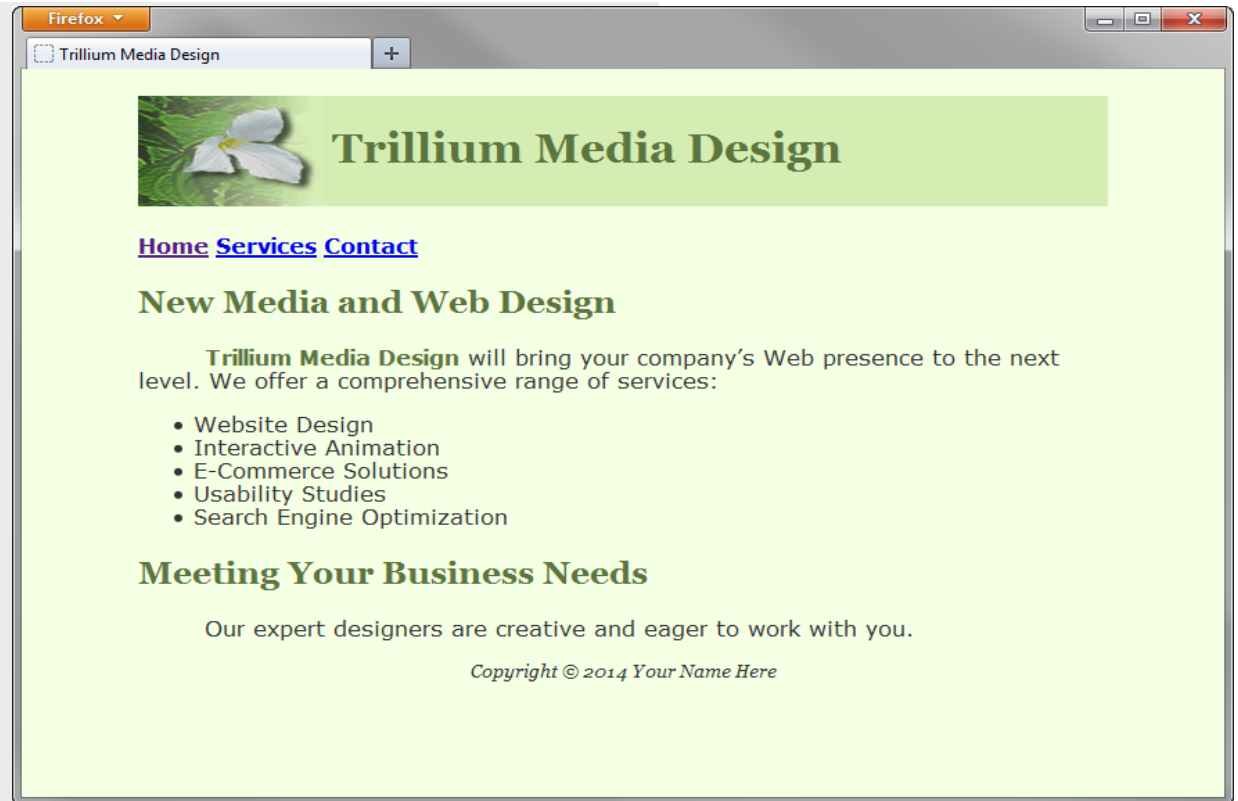 Firefox
Trillium Media Design
Trillium Media Design
Home Services Contact
New Media and Web Design
Trillium Media Design will bring your company’s Web presence to the next
level. We offer a comprehensive range of services:
• Website Design
• Interactive Animation
• E-Commerce Solutions
• Usability Studies
• Search Engine Optimization
Meeting Your Business Needs
Our expert designers are creative and eager to work with you.
Copyright © 2014 Your Name Here